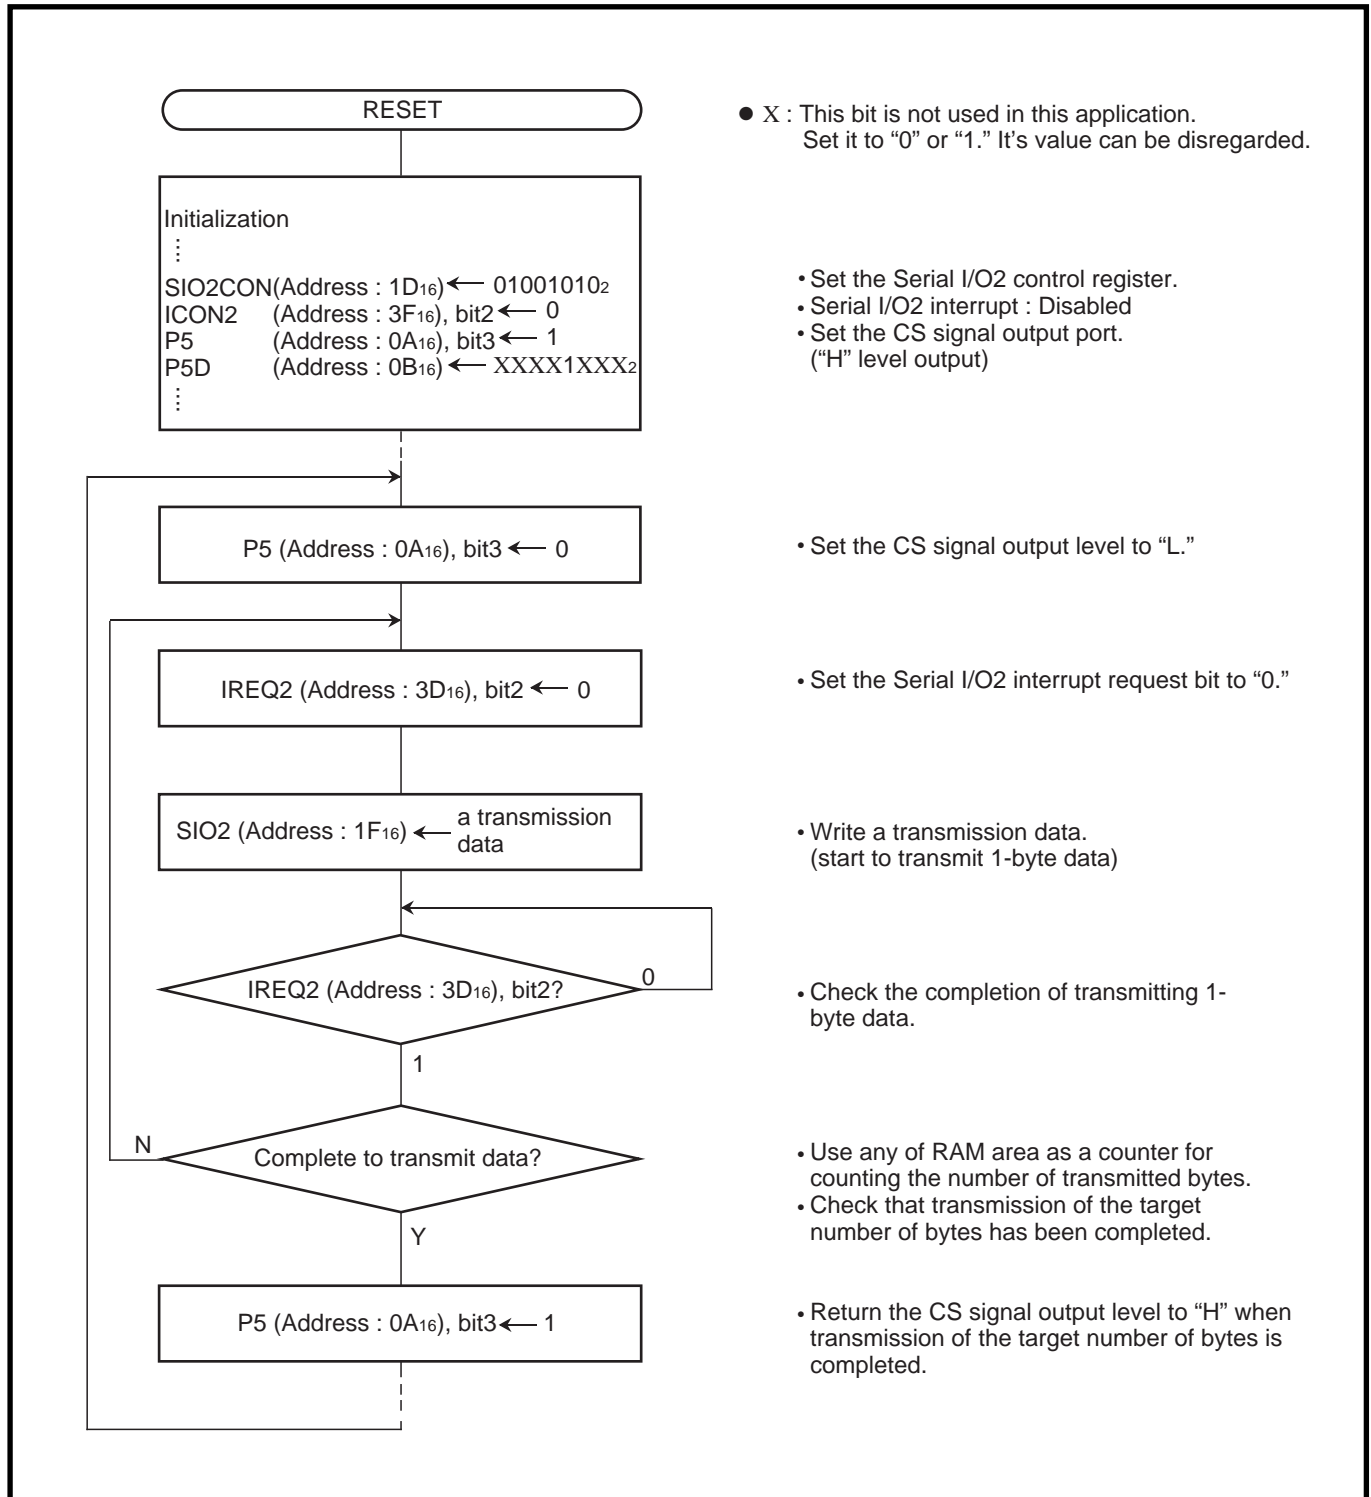 RESET
● X : This bit is not used in this application.
Set it to “0” or “1.” It’s value can be disregarded.
Initialization
⋮
SIO2CON(Address : 1D16) ← 010010102
ICON2 (Address : 3F16), bit2 ← 0
P5 (Address : 0A16), bit3 ← 1
P5D (Address : 0B16) ← XXXX1XXX2
⋮
• Set the Serial I/O2 control register.
• Serial I/O2 interrupt : Disabled
• Set the CS signal output port.
(“H” level output)
P5 (Address : 0A16), bit3 ← 0
• Set the CS signal output level to “L.”
IREQ2 (Address : 3D16), bit2 ← 0
• Set the Serial I/O2 interrupt request bit to “0.”
SIO2 (Address : 1F16) ← a transmission
data
• Write a transmission data.
(start to transmit 1-byte data)
IREQ2 (Address : 3D16), bit2?
0
1
• Check the completion of transmitting 1-
byte data.
N
Complete to transmit data?
Y
• Use any of RAM area as a counter for
counting the number of transmitted bytes.
• Check that transmission of the target
number of bytes has been completed.
P5 (Address : 0A16), bit3 ← 1
• Return the CS signal output level to “H” when
transmission of the target number of bytes is
completed.